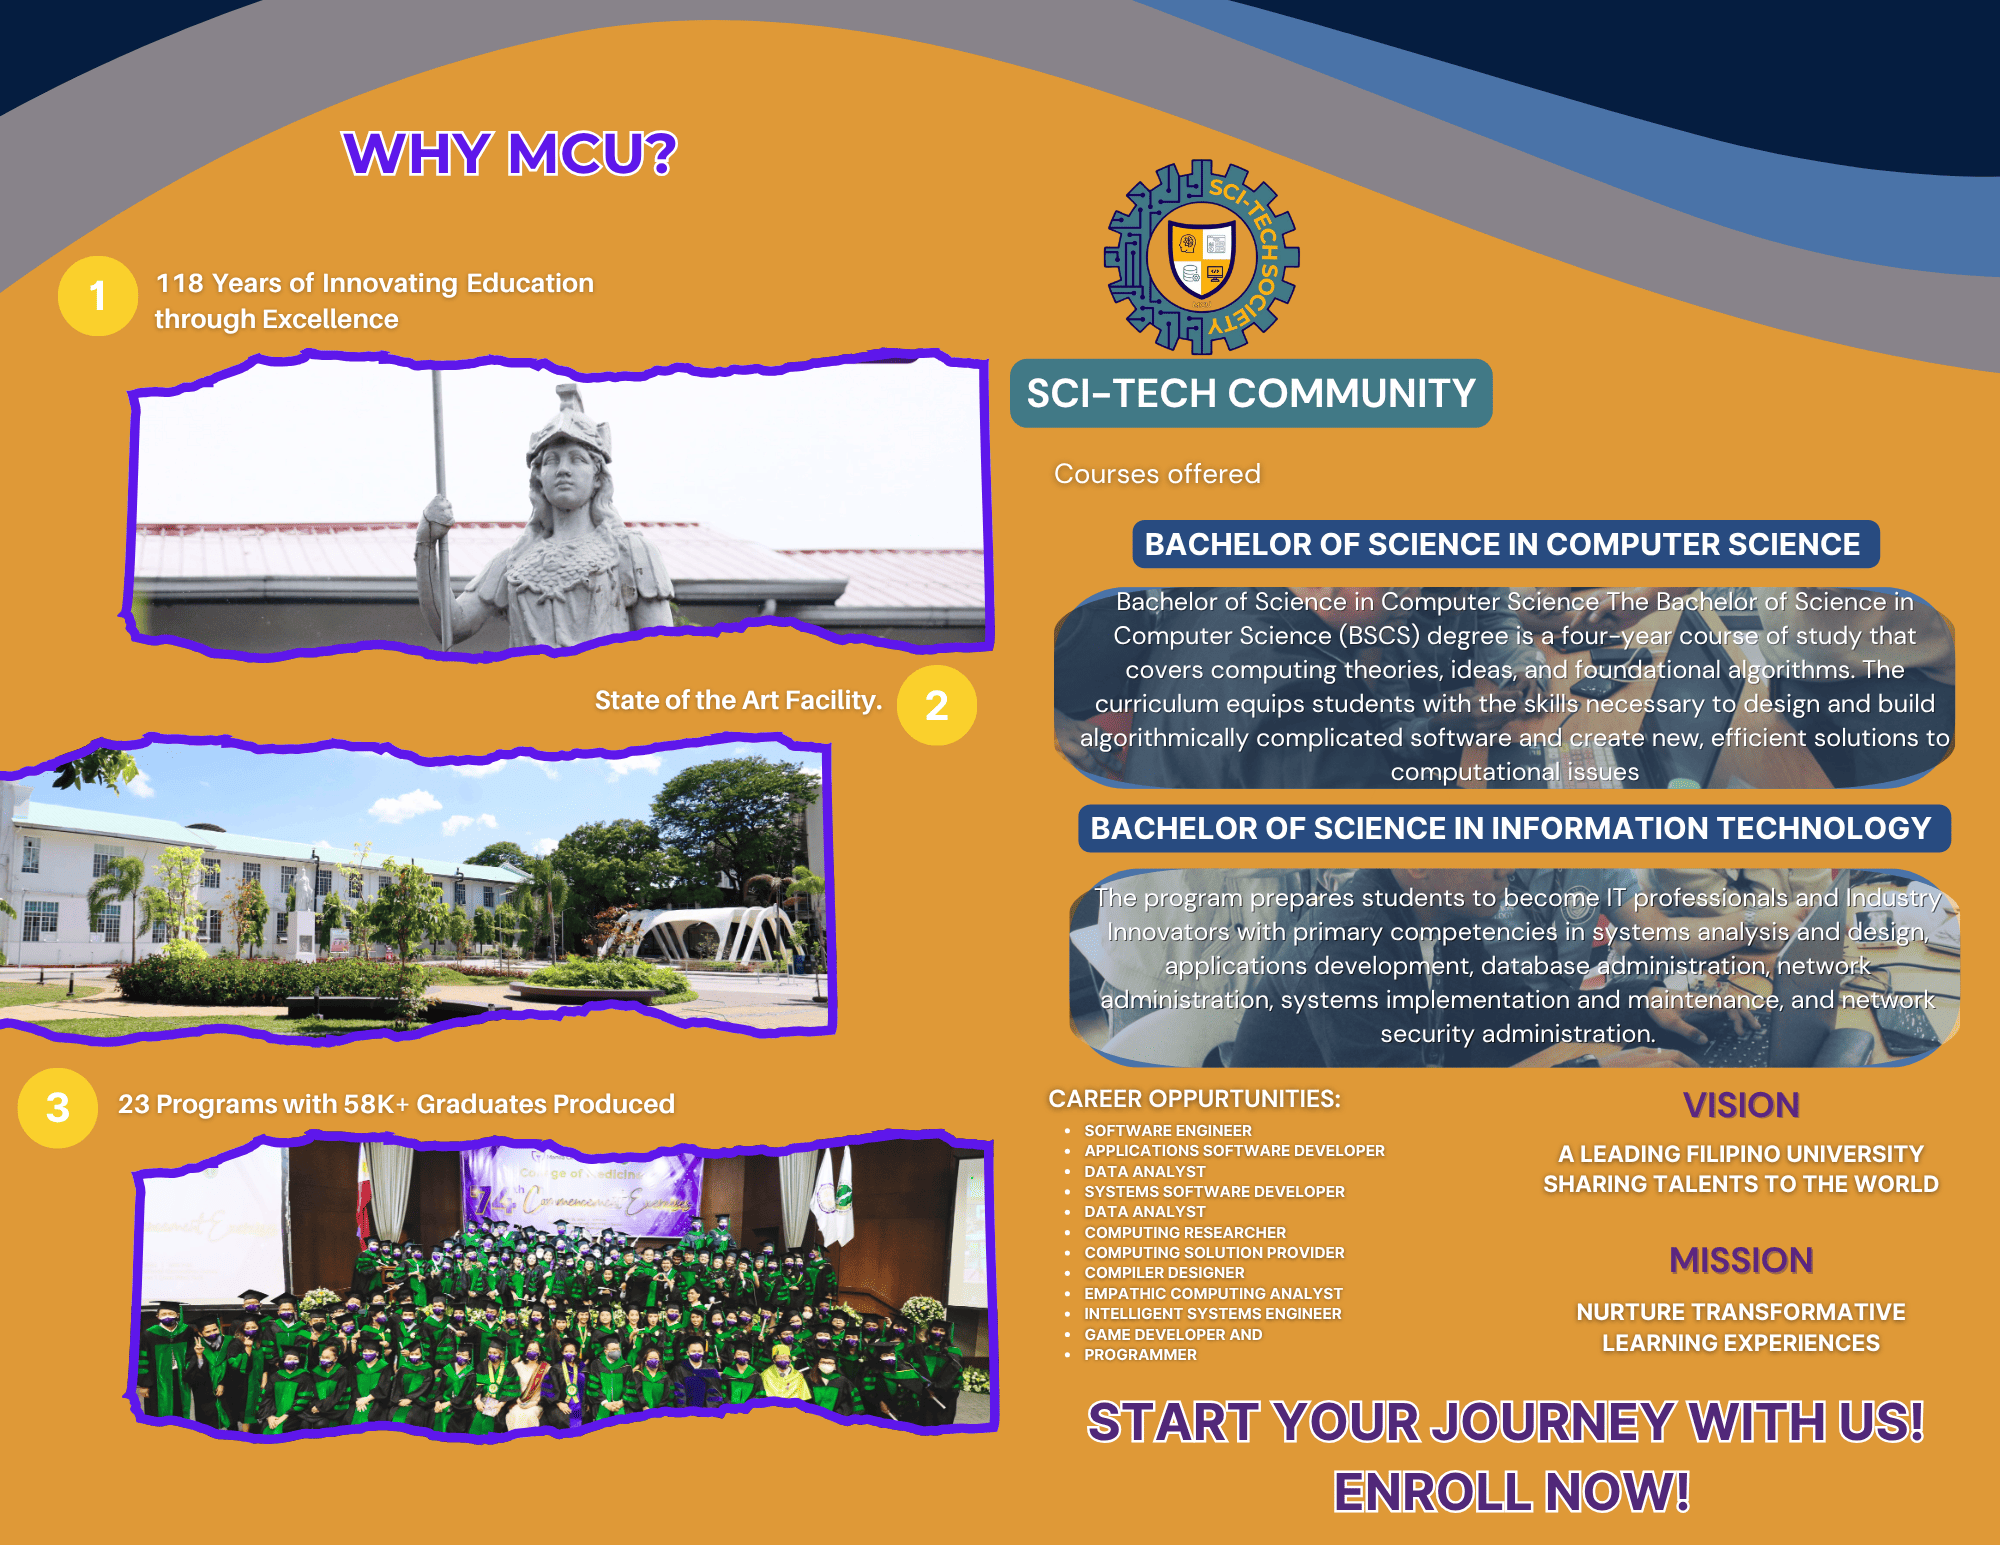 WHY MCU?
1
118 Years of Innovating Education
through Excellence
State of the Art Facility.
2
3
23 Programs with 58K+ Graduates Produced
College of Medicine
74th Commencement Exercises
SCI-TECH SOCIETY
SCI-TECH COMMUNITY
Courses offered
BACHELOR OF SCIENCE IN COMPUTER SCIENCE
Bachelor of Science in Computer Science The Bachelor of Science in
Computer Science (BSCS) degree is a four-year course of study that
covers computing theories, ideas, and foundational algorithms. The
curriculum equips students with the skills necessary to design and build
algorithmically complicated software and create new, efficient solutions to
computational issues
BACHELOR OF SCIENCE IN INFORMATION TECHNOLOGY
The program prepares students to become IT professionals and Industry
Innovators with primary competencies in systems analysis and design,
applications development, database administration, network
administration, systems implementation and maintenance, and network
security administration.
CAREER OPPURTUNITIES:
• SOFTWARE ENGINEER
• APPLICATIONS SOFTWARE DEVELOPER
• DATA ANALYST
• SYSTEMS SOFTWARE DEVELOPER
• DATA ANALYST
• COMPUTING RESEARCHER
• COMPUTING SOLUTION PROVIDER
• COMPILER DESIGNER
• EMPATHIC COMPUTING ANALYST
• INTELLIGENT SYSTEMS ENGINEER
• GAME DEVELOPER AND
• PROGRAMMER
VISION
A LEADING FILIPINO UNIVERSITY
SHARING TALENTS TO THE WORLD
MISSION
NURTURE TRANSFORMATIVE
LEARNING EXPERIENCES
START YOUR JOURNEY WITH US!
ENROLL NOW!